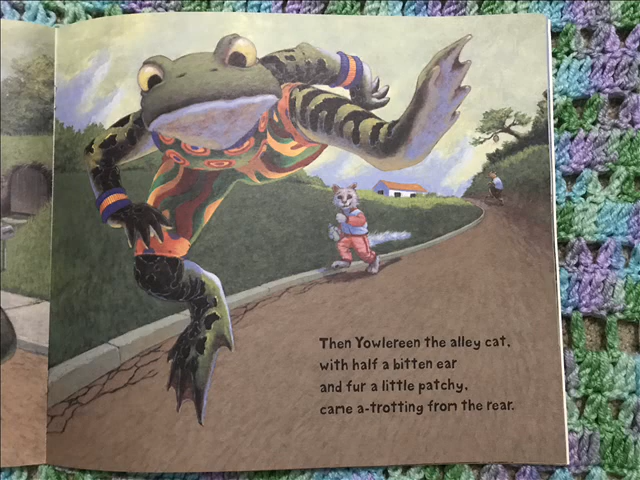 Then Yowlereen the alley cat,
with half a bitten ear
and fur a little patchy,
came a-trotting from the rear.